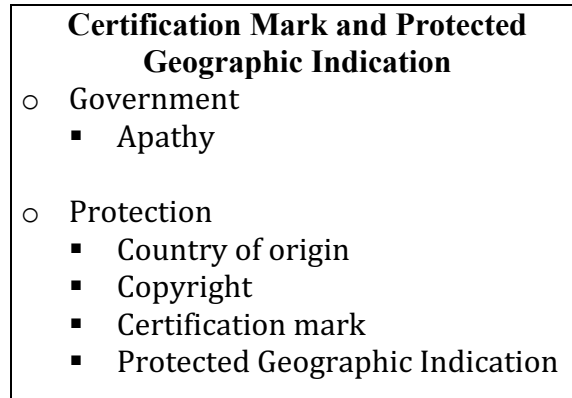 Certification Mark and Protected
Geographic Indication
o Government
▪ Apathy
o Protection
▪ Country of origin
▪ Copyright
▪ Certification mark
▪ Protected Geographic Indication